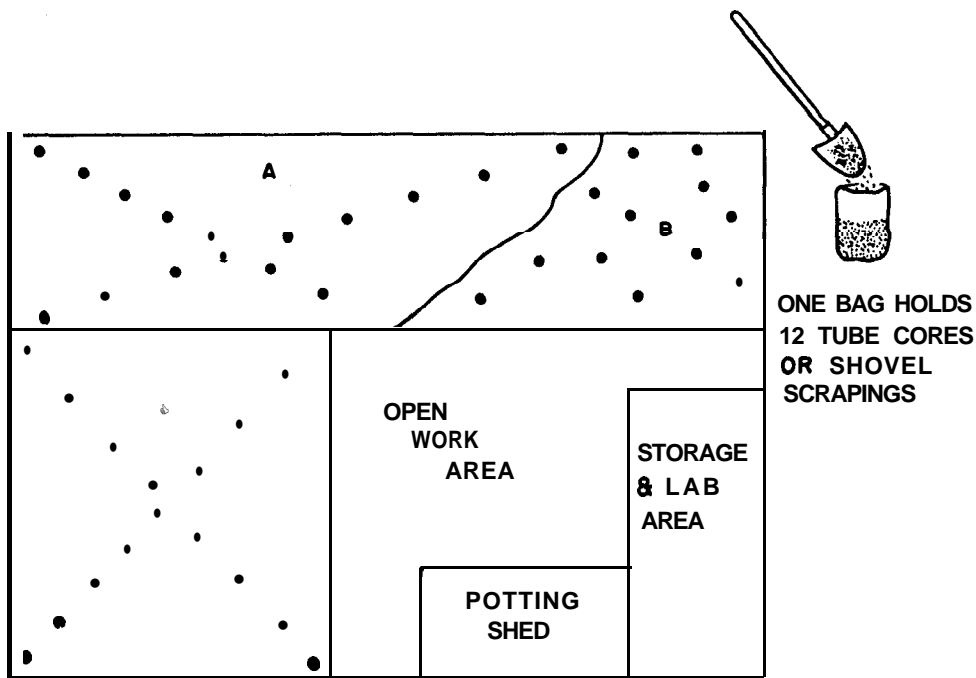 A
B
ONE BAG HOLDS
12 TUBE CORES
OR SHOVEL
SCRAPINGS
OPEN
WORK
AREA
STORAGE
& LAB
AREA
POTTING
SHED